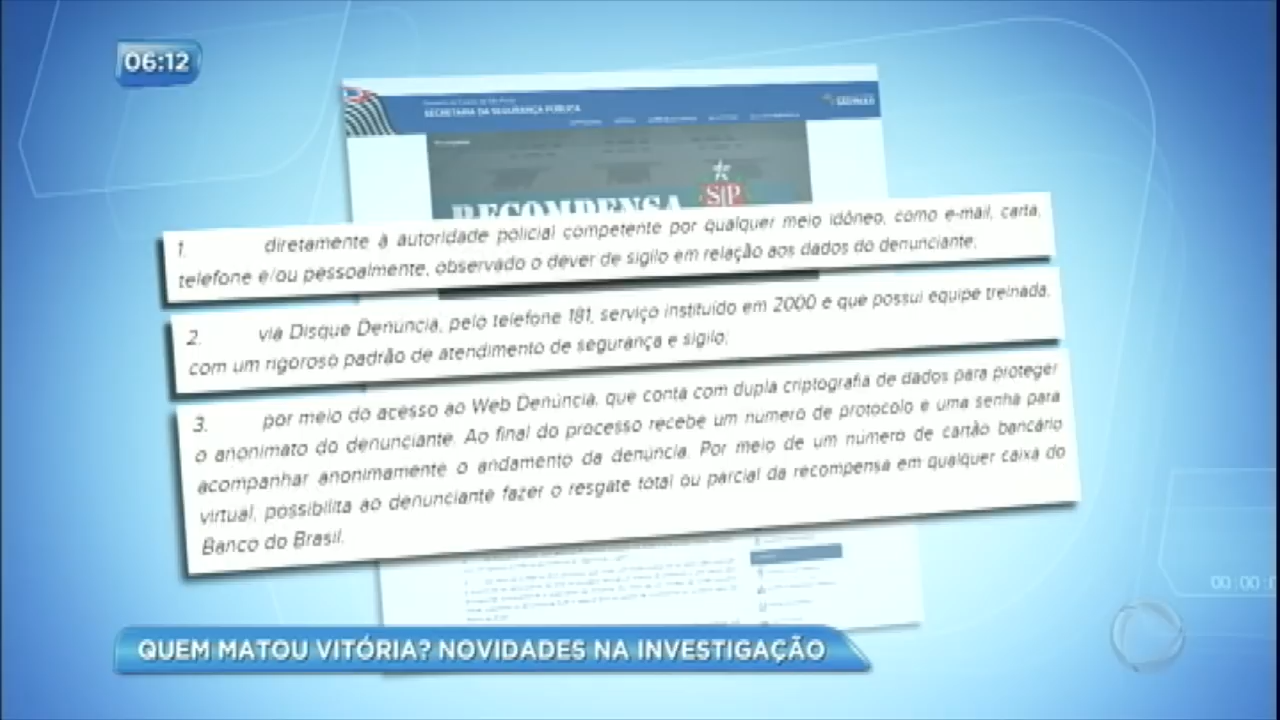 06:12
SECRETARIA DA SEGURANÇA PÚBLICA
SÃO PAULO
RECOMPENSA
SP
1. diretamente à autoridade policial competente por qualquer meio idôneo, como e-mail, carta,
telefone e/ou pessoalmente, observado o dever de sigilo em relação aos dados do denunciante;
2. via Disque Denúncia, pelo telefone 181, serviço instituído em 2000 e que possui equipe treinada,
com um rigoroso padrão de atendimento de segurança e sigilo;
3. por meio do acesso ao Web Denúncia, que conta com dupla criptografia de dados para proteger
o anonimato do denunciante. Ao final do processo recebe um numero de protocolo e uma senha para
acompanhar anonimamente o andamento da denúncia. Por meio de um número de cartão bancário
virtual, possibilita ao denunciante fazer o resgate total ou parcial da recompensa em qualquer caixa do
Banco do Brasil.
QUEM MATOU VITÓRIA? NOVIDADES NA INVESTIGAÇÃO